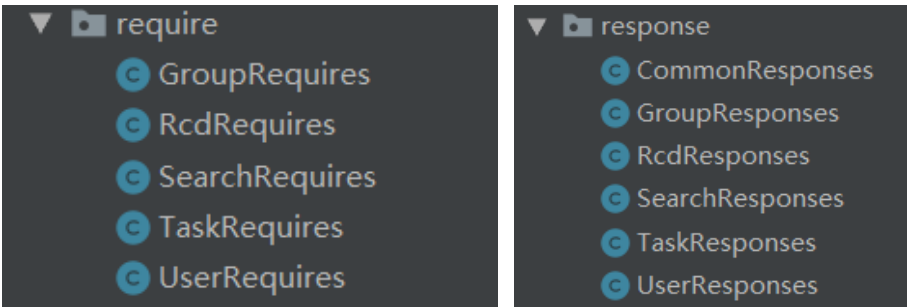 require
GroupRequires
RcdRequires
SearchRequires
TaskRequires
UserRequires
response
CommonResponses
GroupResponses
RcdResponses
SearchResponses
TaskResponses
UserResponses